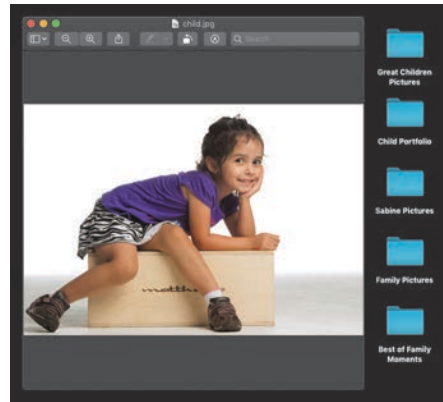 child.jpg
Search
Great Children
Pictures
Child Portfolio
Sabine Pictures
Family Pictures
Best of Family
Moments